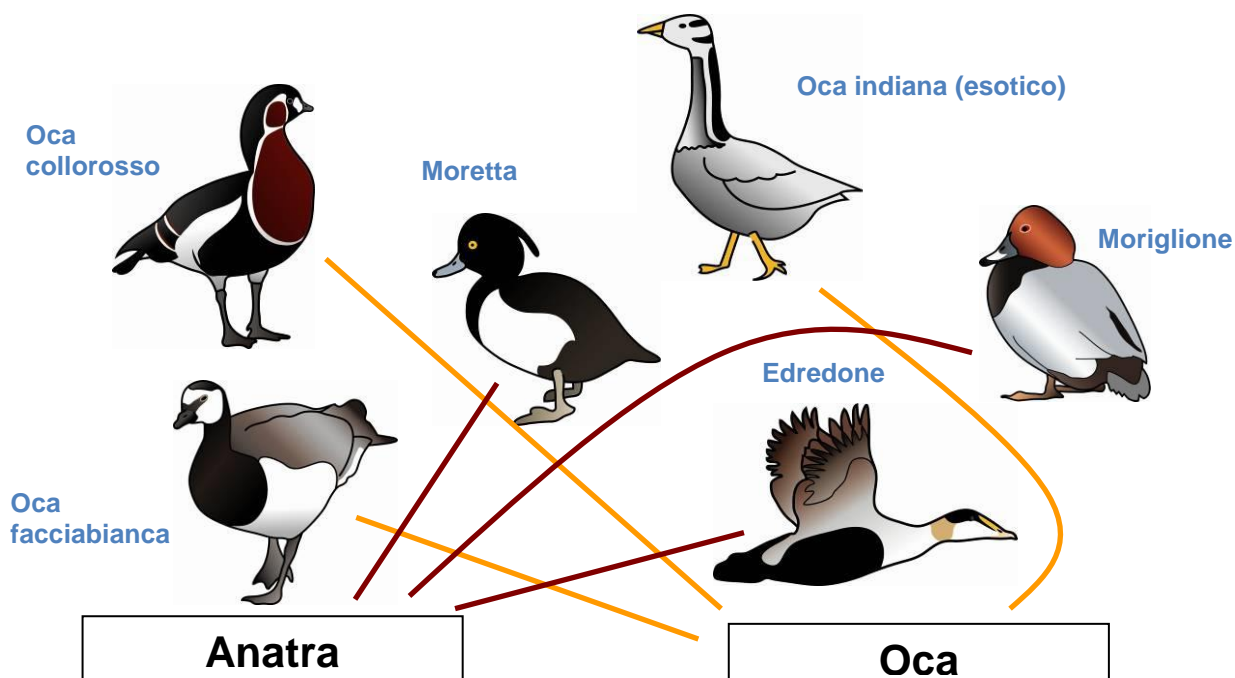 Oca indiana (esotico)
Oca
collorosso
Moretta
Moriglione
Edredone
Oca
facciabianca
Anatra
Oca